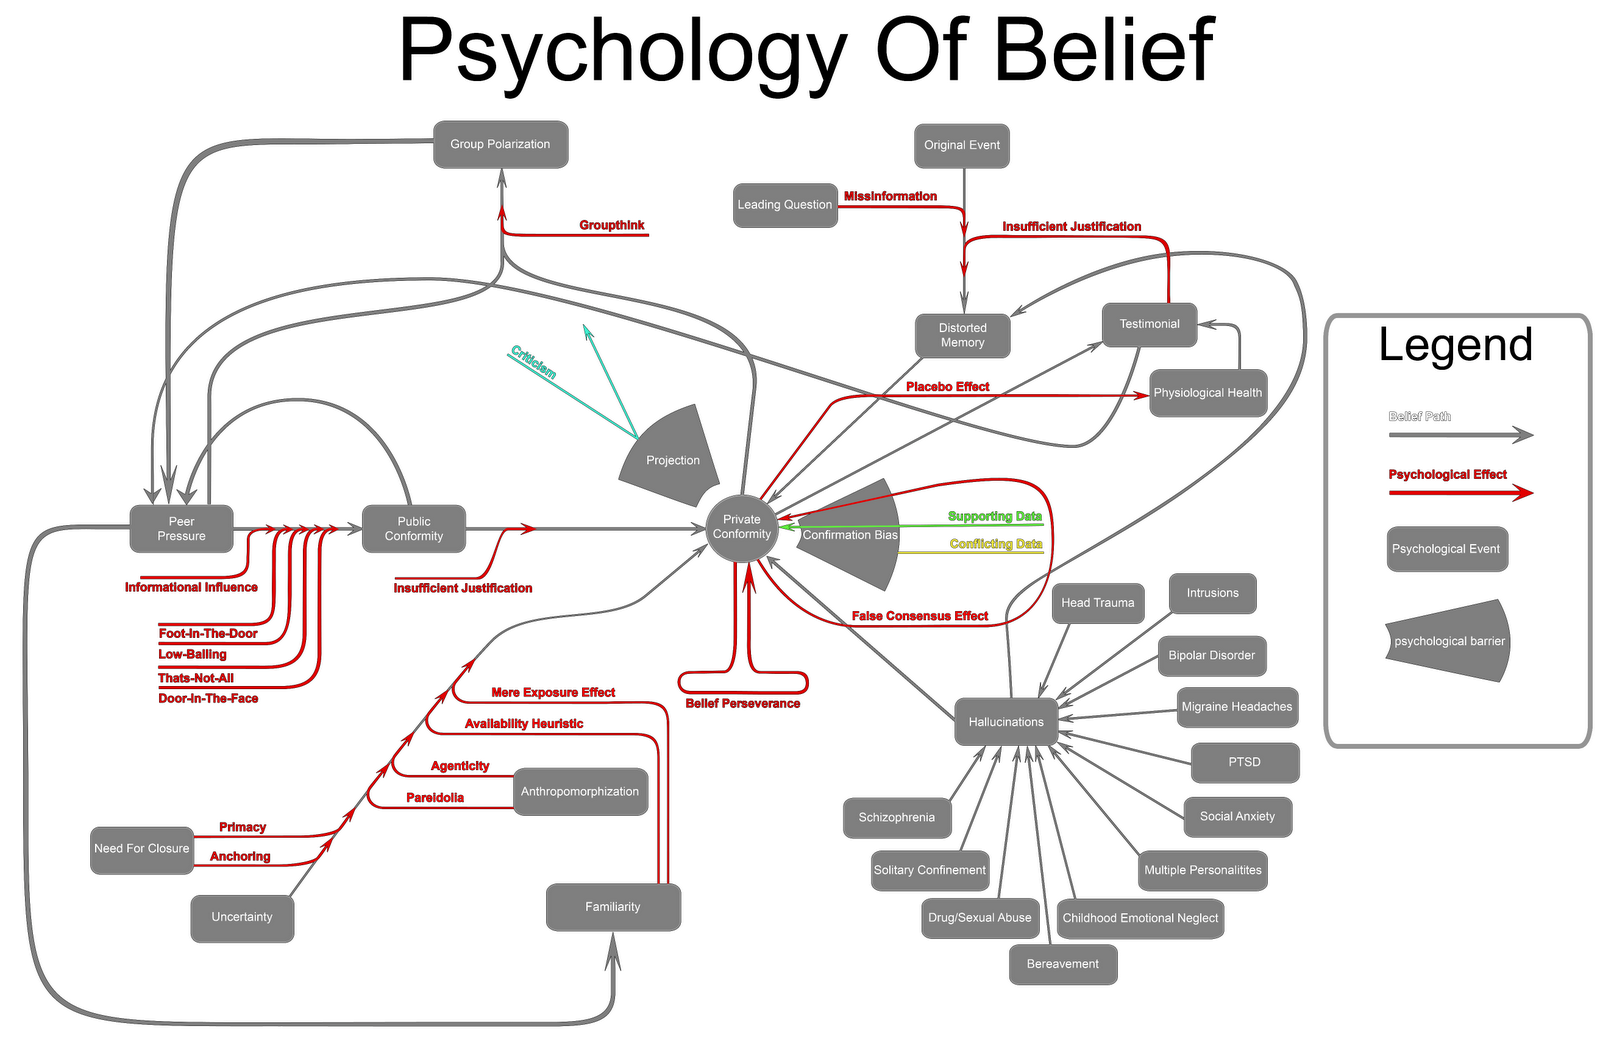 Psychology Of Belief
Group Polarization
Original Event
Leading Question
Missinformation
Groupthink
Insufficient Justification
Distorted
Memory
Testimonial
Criticism
Placebo Effect
Physiological Health
Projection
Peer
Pressure
Public
Conformity
Private
Conformity
Confirmation Bias
Supporting Data
Conflicting Data
Informational Influence
Insufficient Justification
Foot-In-The-Door
Low-Balling
Thats-Not-All
Door-In-The-Face
False Consensus Effect
Belief Perseverance
Mere Exposure Effect
Availability Heuristic
Agenticity
Pareidolia
Anthropomorphization
Primacy
Need For Closure
Anchoring
Uncertainty
Familiarity
Head Trauma
Intrusions
Bipolar Disorder
Migraine Headaches
Hallucinations
PTSD
Social Anxiety
Schizophrenia
Solitary Confinement
Multiple Personalitites
Drug/Sexual Abuse
Childhood Emotional Neglect
Bereavement
Legend
Belief Path
Psychological Effect
Psychological Event
psychological barrier